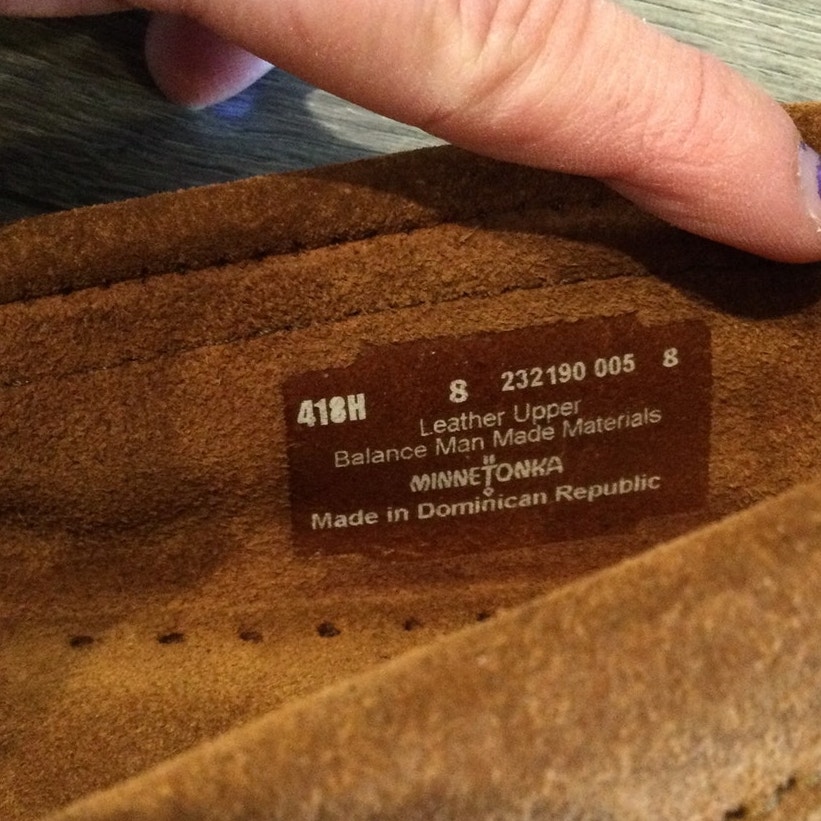 418H 8 232190 005 8
Leather Upper
Balance Man Made Materials
MINNETONKA
Made in Dominican Republic